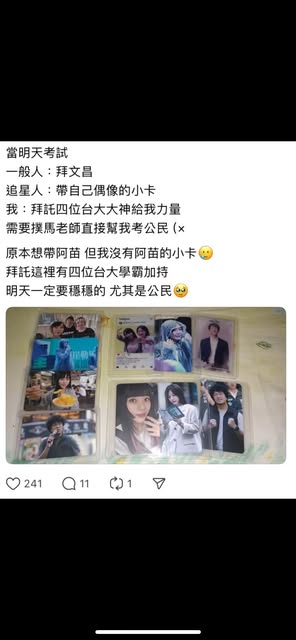 當明天考試
一般人：拜文昌
追星人：帶自己偶像的小卡
我：拜託四位台大大神給我力量
需要撲馬老師直接幫我考公民 (×
原本想帶阿苗 但我沒有阿苗的小卡🥲
拜託這裡有四位台大學霸加持
明天一定要穩穩的 尤其是公民🥹
241
11
1